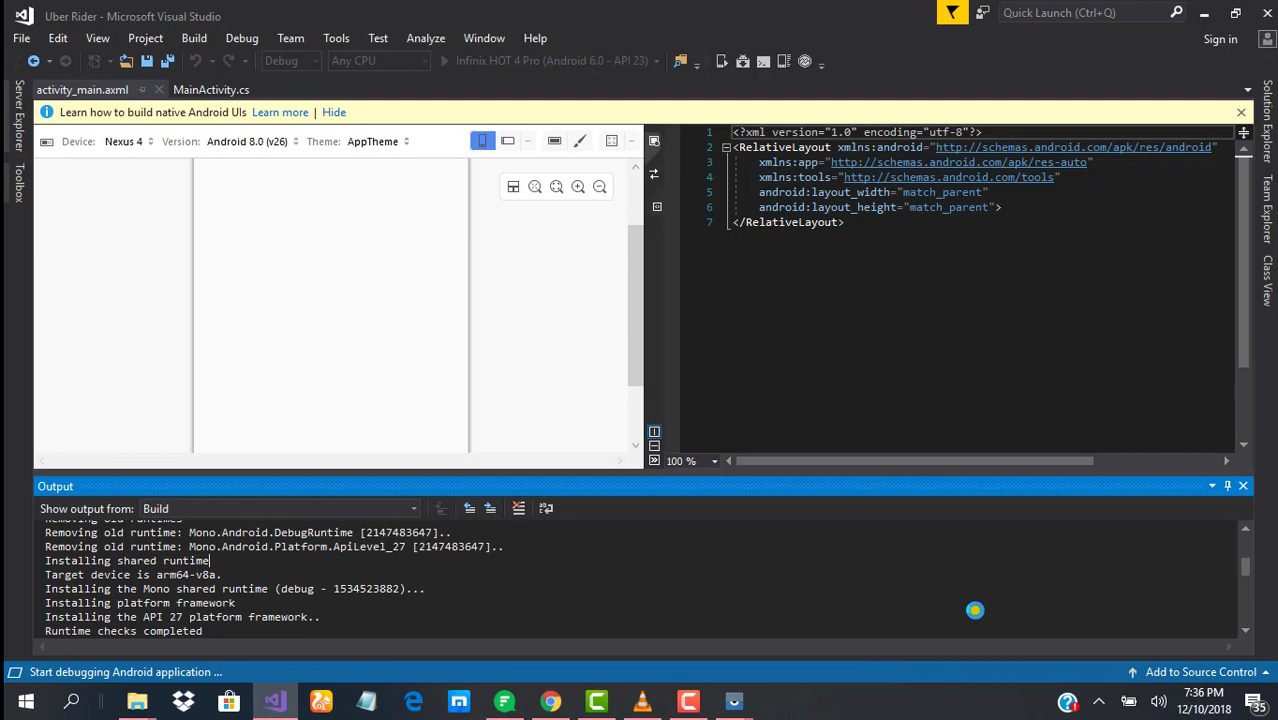 Uber Rider - Microsoft Visual Studio
Quick Launch (Ctrl+Q)
File Edit View Project Build Debug Team Tools Test Analyze Window Help
Sign in
Debug Any CPU Infinix HOT 4 Pro (Android 6.0 - API 23)
activity_main.axml MainActivity.cs
Learn how to build native Android UIs Learn more | Hide
Device: Nexus 4 Version: Android 8.0 (v26) Theme: AppTheme
Server Explorer
Toolbox
1 <?xml version="1.0" encoding="utf-8"?>
2 <RelativeLayout xmlns:android="http://schemas.android.com/apk/res/android"
3 xmlns:app="http://schemas.android.com/apk/res-auto"
4 xmlns:tools="http://schemas.android.com/tools"
5 android:layout_width="match_parent"
6 android:layout_height="match_parent">
7 </RelativeLayout>
Solution Explorer
Team Explorer
Class View
100 %
Output
Show output from: Build
Removing old runtimes
Removing old runtime: Mono.Android.DebugRuntime [2147483647]..
Removing old runtime: Mono.Android.Platform.ApiLevel_27 [2147483647]..
Installing shared runtime
Target device is arm64-v8a.
Installing the Mono shared runtime (debug - 1534523882)...
Installing platform framework
Installing the API 27 platform framework..
Runtime checks completed
Start debugging Android application ...
Add to Source Control
7:36 PM
12/10/2018
35